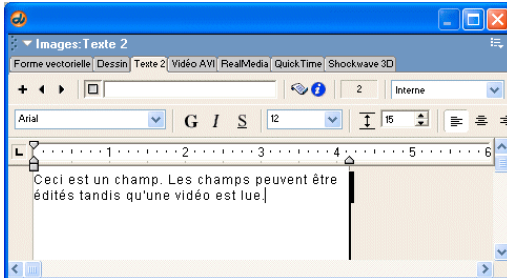 Images:Texte 2
Forme vectorielle Dessin Texte 2 Vidéo AVI RealMedia QuickTime Shockwave 3D
2 Interne
Arial G I S 12 15
1 2 3 4 5 6
Ceci est un champ. Les champs peuvent être
édités tandis qu'une vidéo est lue.